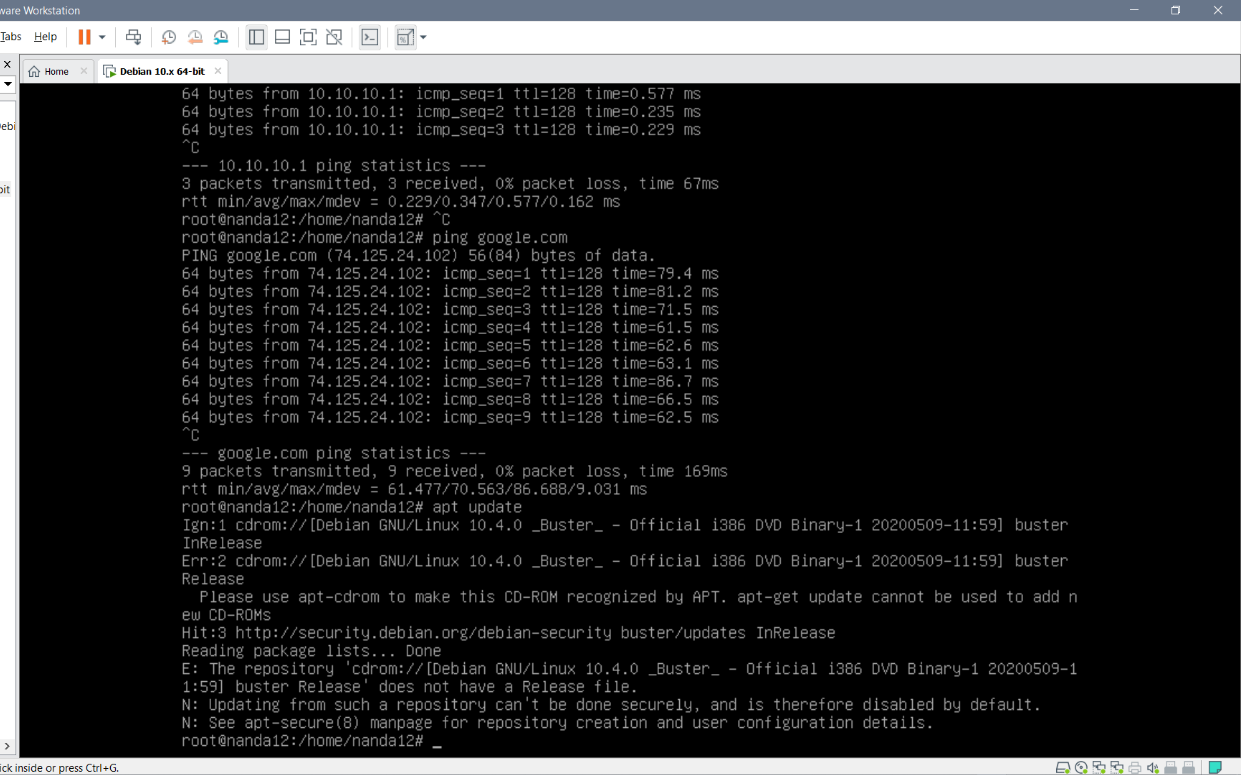 ware Workstation
Tabs Help
Home
Debian 10.x 64-bit
64 bytes from 10.10.10.1: icmp_seq=1 ttl=128 time=0.577 ms
64 bytes from 10.10.10.1: icmp_seq=2 ttl=128 time=0.235 ms
64 bytes from 10.10.10.1: icmp_seq=3 ttl=128 time=0.229 ms
^C
--- 10.10.10.1 ping statistics ---
3 packets transmitted, 3 received, 0% packet loss, time 67ms
rtt min/avg/max/mdev = 0.229/0.347/0.577/0.162 ms
root@nanda12:/home/nanda12# ^C
root@nanda12:/home/nanda12# ping google.com
PING google.com (74.125.24.102) 56(84) bytes of data.
64 bytes from 74.125.24.102: icmp_seq=1 ttl=128 time=79.4 ms
64 bytes from 74.125.24.102: icmp_seq=2 ttl=128 time=81.2 ms
64 bytes from 74.125.24.102: icmp_seq=3 ttl=128 time=71.5 ms
64 bytes from 74.125.24.102: icmp_seq=4 ttl=128 time=61.5 ms
64 bytes from 74.125.24.102: icmp_seq=5 ttl=128 time=62.6 ms
64 bytes from 74.125.24.102: icmp_seq=6 ttl=128 time=63.1 ms
64 bytes from 74.125.24.102: icmp_seq=7 ttl=128 time=86.7 ms
64 bytes from 74.125.24.102: icmp_seq=8 ttl=128 time=66.5 ms
64 bytes from 74.125.24.102: icmp_seq=9 ttl=128 time=62.5 ms
^C
--- google.com ping statistics ---
9 packets transmitted, 9 received, 0% packet loss, time 169ms
rtt min/avg/max/mdev = 61.477/70.563/86.688/9.031 ms
root@nanda12:/home/nanda12# apt update
Ign:1 cdrom://[Debian GNU/Linux 10.4.0 _Buster_ - Official i386 DVD Binary-1 20200509-11:59] buster
InRelease
Err:2 cdrom://[Debian GNU/Linux 10.4.0 _Buster_ - Official i386 DVD Binary-1 20200509-11:59] buster
Release
Please use apt-cdrom to make this CD-ROM recognized by APT. apt-get update cannot be used to add n
ew CD-ROMs
Hit:3 http://security.debian.org/debian-security buster/updates InRelease
Reading package lists... Done
E: The repository 'cdrom://[Debian GNU/Linux 10.4.0 _Buster_ - Official i386 DVD Binary-1 20200509-1
1:59] buster Release' does not have a Release file.
N: Updating from such a repository can't be done securely, and is therefore disabled by default.
N: See apt-secure(8) manpage for repository creation and user configuration details.
root@nanda12:/home/nanda12# _
ebi
bit
ick inside or press Ctrl+G.